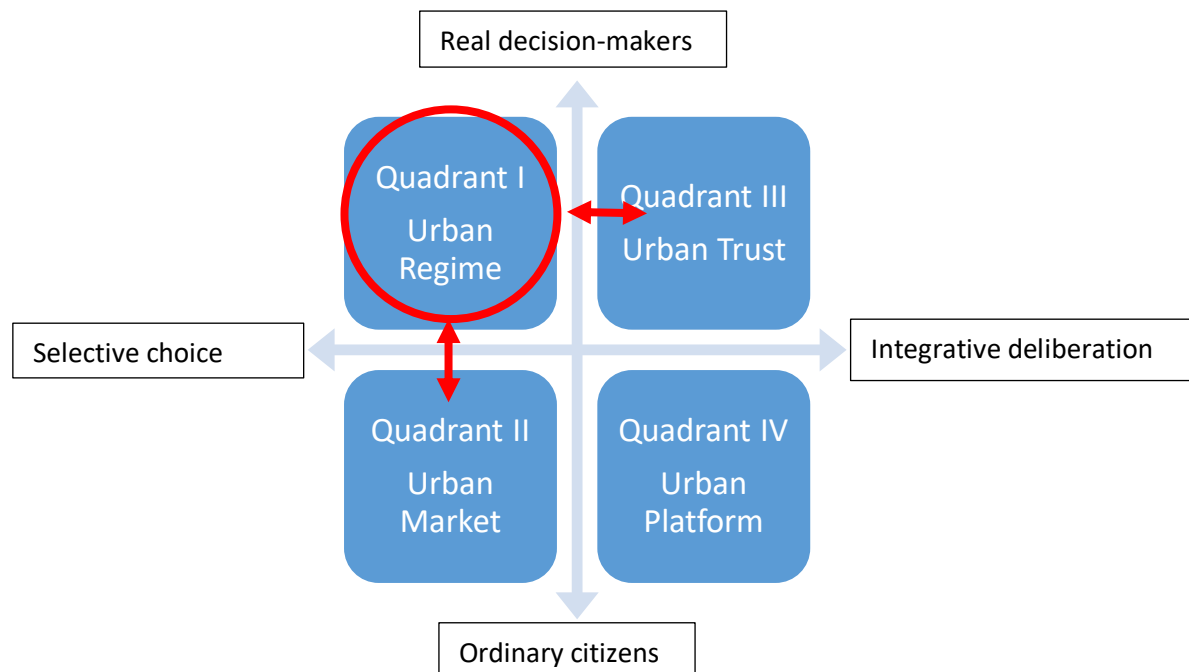 Real decision-makers
Quadrant I
Urban
Regime
Quadrant III
Urban Trust
Selective choice
Integrative deliberation
Quadrant II
Urban
Market
Quadrant IV
Urban
Platform
Ordinary citizens